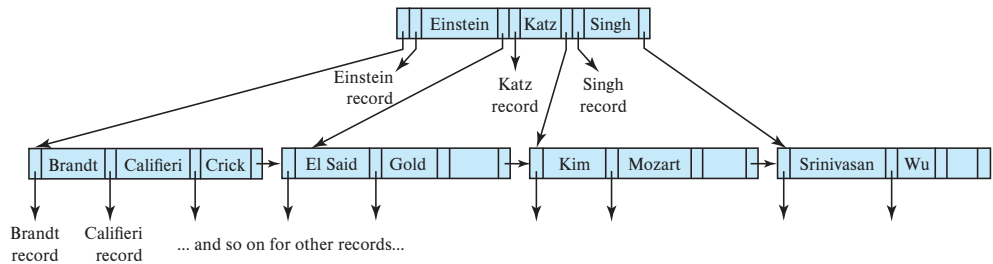 Einstein Katz Singh
Einstein record
Katz record
Singh record
Brandt Califieri Crick
El Said Gold
Kim Mozart
Srinivasan Wu
Brandt record
Califieri record
... and so on for other records...